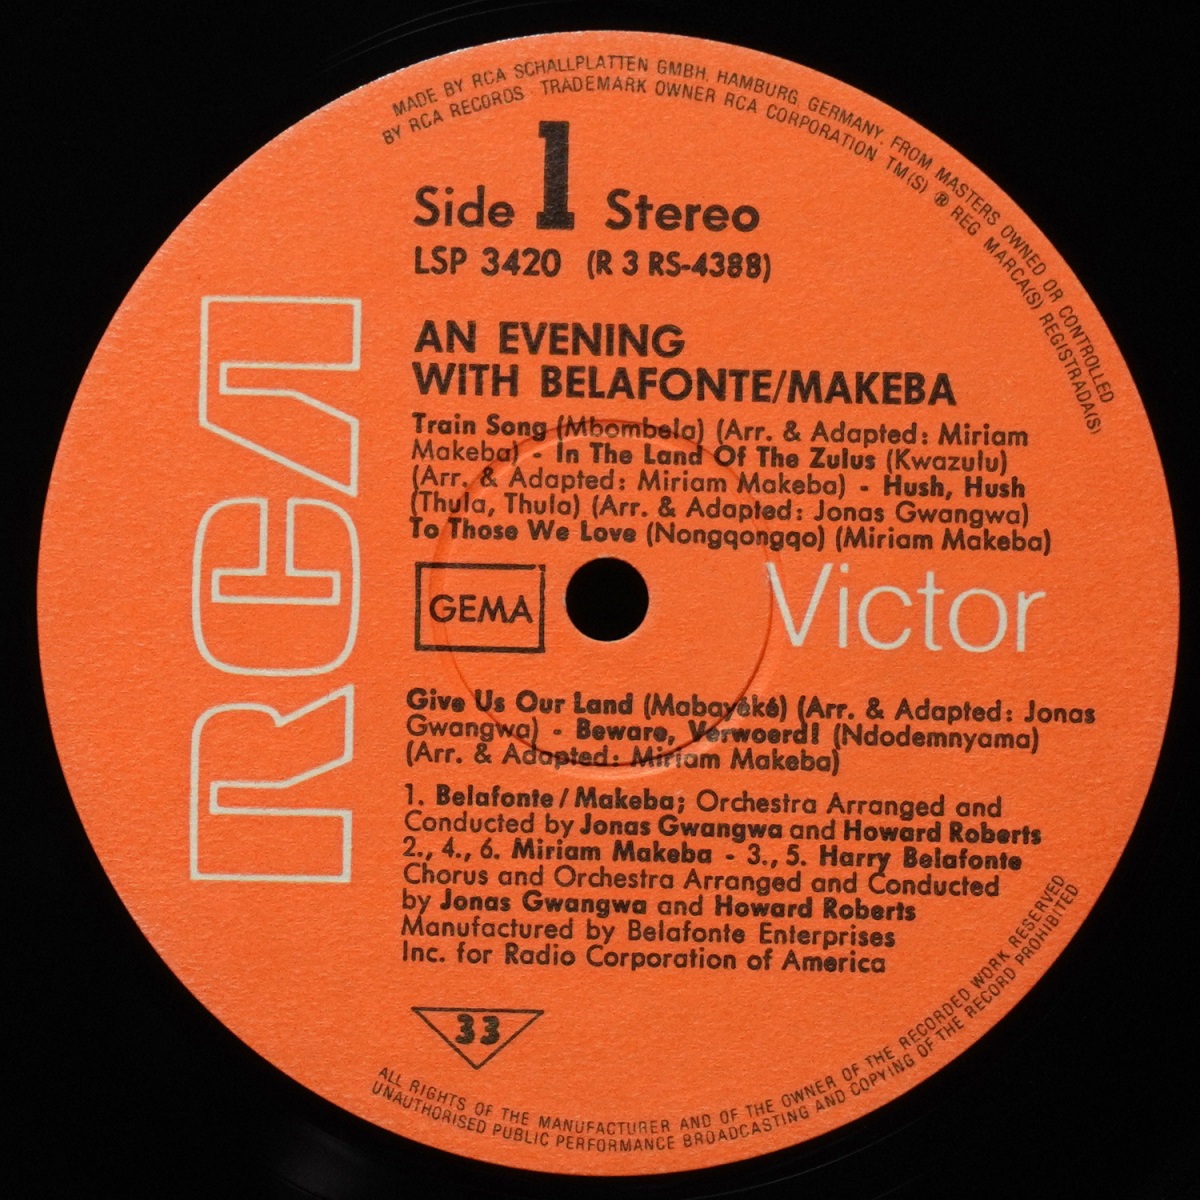 MADE BY RCA SCHALLPLATTEN GMBH, HAMBURG, GERMANY, FROM MASTERS OWNED OR CONTROLLED
BY RCA RECORDS TRADEMARK OWNER RCA CORPORATION TM(S) ® REG MARCA(S) REGISTRADA(S)
Side 1 Stereo
LSP 3420 (R 3 RS-4388)
AN EVENING
WITH BELAFONTE/MAKEBA
Train Song (Mbombela) (Arr. & Adapted: Miriam
Makeba) - In The Land Of The Zulus (Kwazulu)
(Arr. & Adapted: Miriam Makeba) - Hush, Hush
(Thula, Thula) (Arr. & Adapted: Jonas Gwangwa)
To Those We Love (Nongqongqo) (Miriam Makeba)
GEMA
RCA
Victor
Give Us Our Land (Mabayéké) (Arr. & Adapted: Jonas
Gwangwa) - Beware, Verwoerd! (Ndodemnyama)
(Arr. & Adapted: Miriam Makeba)
1. Belafonte/Makeba; Orchestra Arranged and
Conducted by Jonas Gwangwa and Howard Roberts
2., 4., 6. Miriam Makeba - 3., 5. Harry Belafonte
Chorus and Orchestra Arranged and Conducted
by Jonas Gwangwa and Howard Roberts
Manufactured by Belafonte Enterprises
Inc. for Radio Corporation of America
33
ALL RIGHTS OF THE MANUFACTURER AND OF THE OWNER OF THE RECORDED WORK RESERVED
UNAUTHORISED PUBLIC PERFORMANCE BROADCASTING AND COPYING OF THE RECORD PROHIBITED